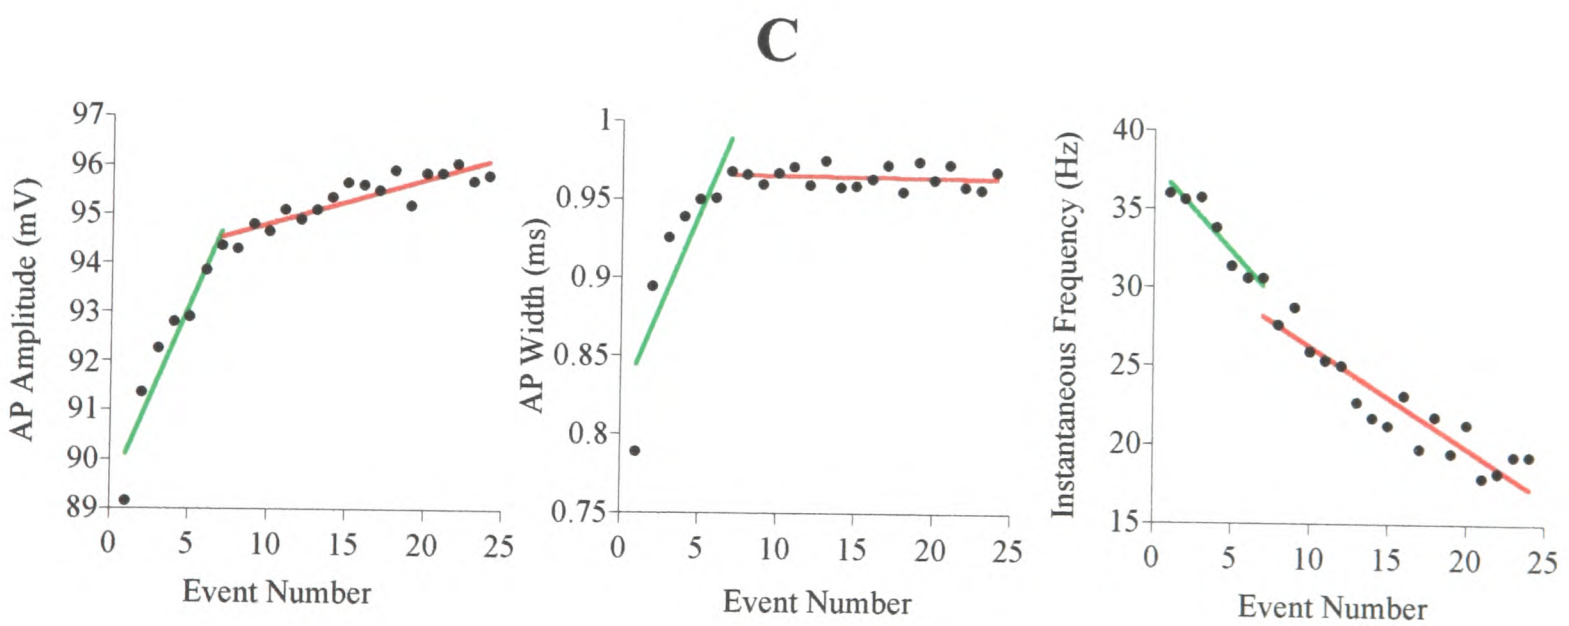 C
AP Amplitude (mV)
97
96
95
94
93
92
91
90
89
0 5 10 15 20 25
Event Number
AP Width (ms)
1
0.95
0.9
0.85
0.8
0.75
0 5 10 15 20 25
Event Number
Instantaneous Frequency (Hz)
40
35
30
25
20
15
0 5 10 15 20 25
Event Number